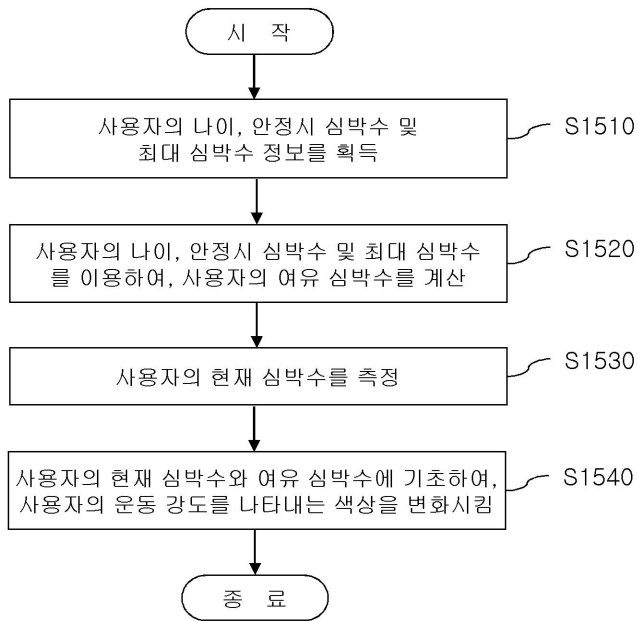 시 작
사용자의 나이, 안정시 심박수 및
최대 심박수 정보를 획득
S1510
사용자의 나이, 안정시 심박수 및 최대 심박수
를 이용하여, 사용자의 여유 심박수를 계산
S1520
사용자의 현재 심박수를 측정
S1530
사용자의 현재 심박수와 여유 심박수에 기초하여,
사용자의 운동 강도를 나타내는 색상을 변화시킴
S1540
종 료